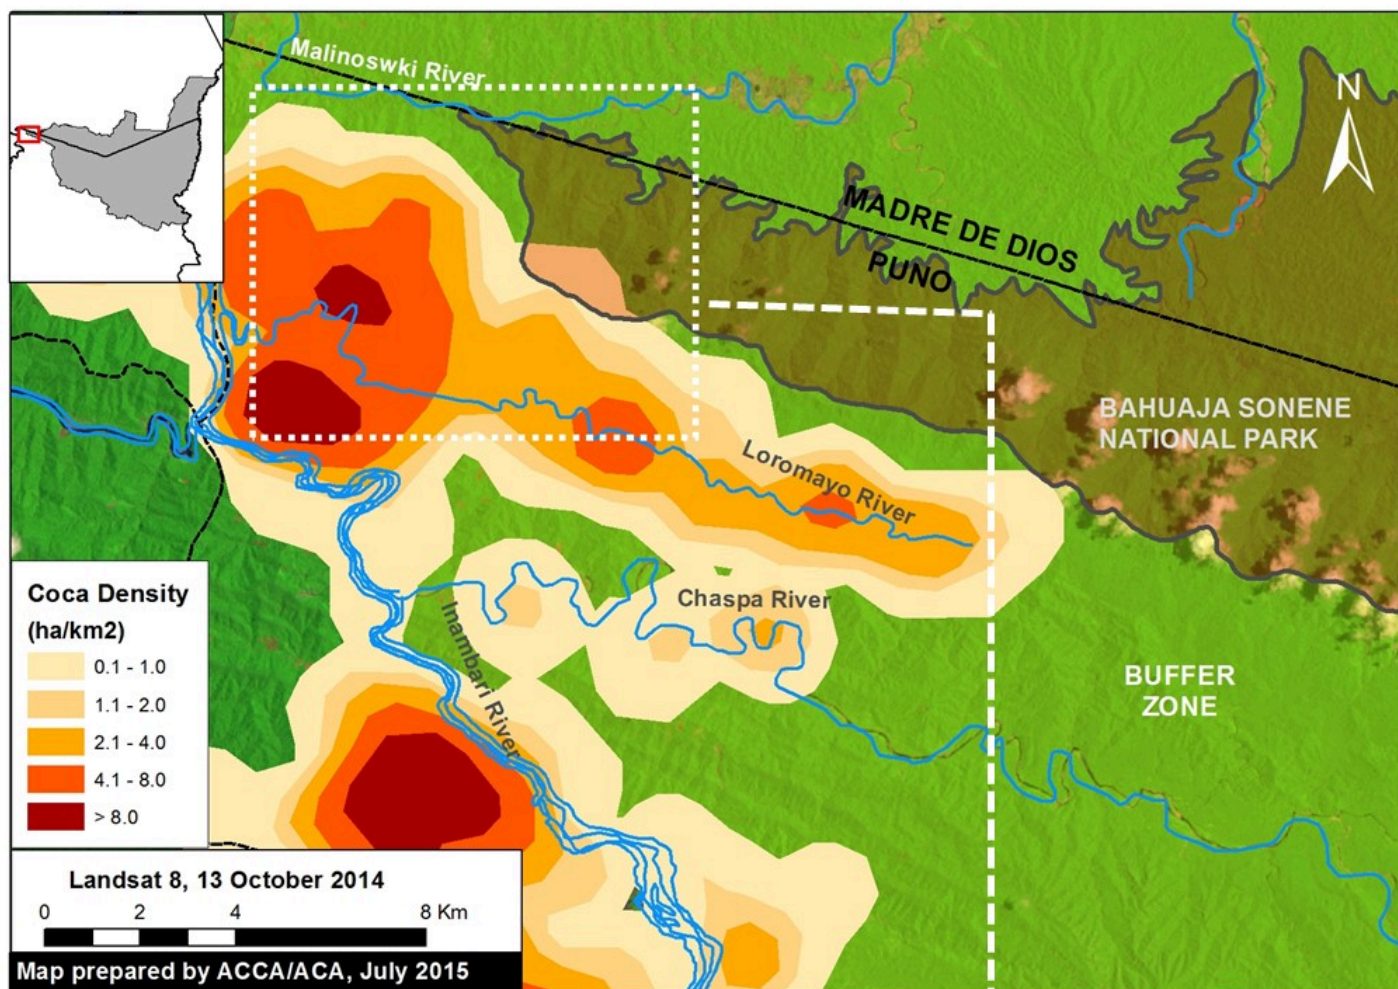 Malinoswki River
N
MADRE DE DIOS
PUNO
BAHUAJA SONENE
NATIONAL PARK
Loromayo River
Chaspa River
Inambari River
BUFFER
ZONE
Coca Density
(ha/km2)
0.1 - 1.0
1.1 - 2.0
2.1 - 4.0
4.1 - 8.0
> 8.0
Landsat 8, 13 October 2014
0 2 4 8 Km
Map prepared by ACCA/ACA, July 2015